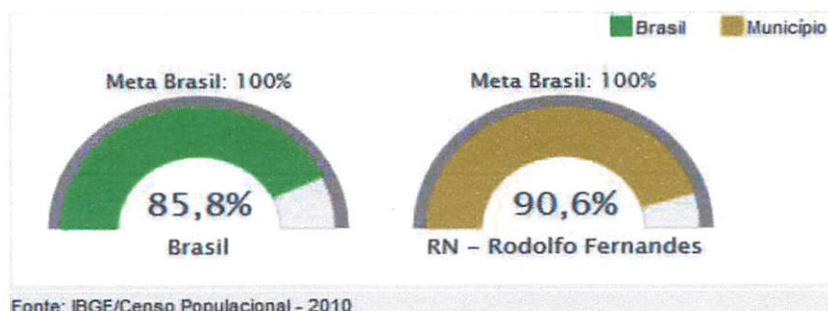 Brasil Município
Meta Brasil: 100% Meta Brasil: 100%
85,8% 90,6%
Brasil RN – Rodolfo Fernandes
Fonte: IBGE/Censo Populacional - 2010